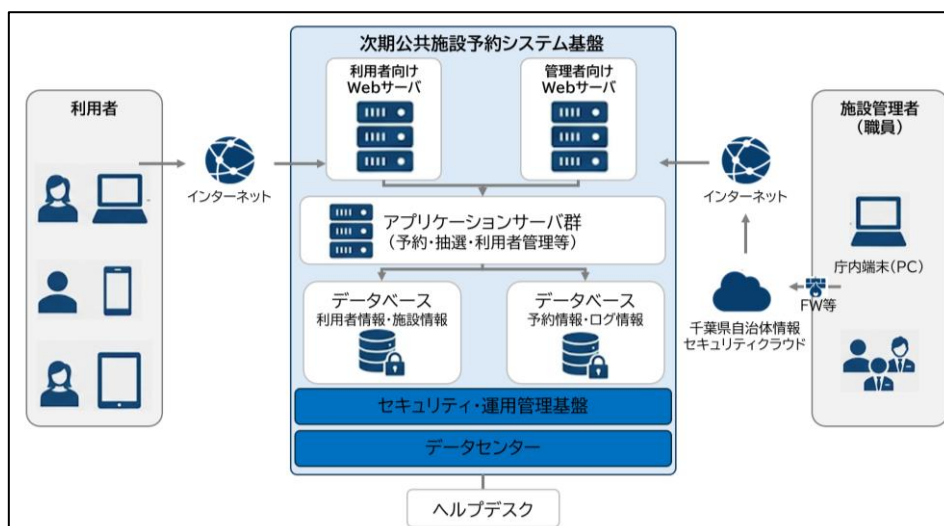 次期公共施設予約システム基盤
利用者向け
Webサーバ
管理者向け
Webサーバ
利用者
インターネット
アプリケーションサーバ群
(予約・抽選・利用者管理等)
データベース
利用者情報・施設情報
データベース
予約情報・ログ情報
セキュリティ・運用管理基盤
データセンター
ヘルプデスク
インターネット
千葉県自治体情報
セキュリティクラウド
FW等
施設管理者
(職員)
庁内端末(PC)